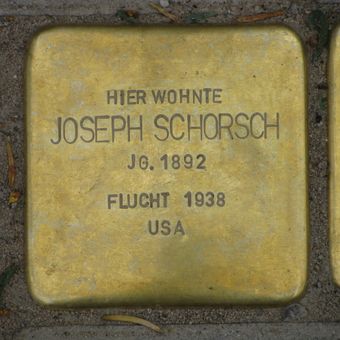 HIER WOHNTE
JOSEPH SCHORSCH
JG. 1892
FLUCHT 1938
USA